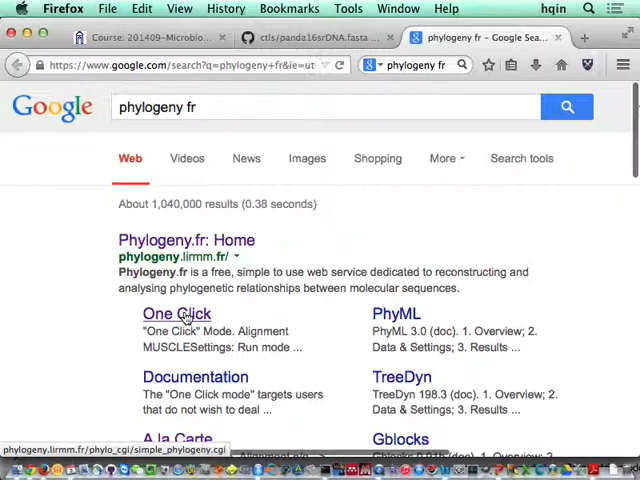 Firefox File Edit View History Bookmarks Tools Window Help hqin
Course: 201409-Microbio... ctls/panda16srDNA.fasta phylogeny fr - Google Sea...
https://www.google.com/search?q=phylogeny+fr&ie=ut phylogeny fr
Google phylogeny fr
Web Videos News Images Shopping More Search tools
About 1,040,000 results (0.38 seconds)
Phylogeny.fr: Home
phylogeny.lirmm.fr/
Phylogeny.fr is a free, simple to use web service dedicated to reconstructing and
analysing phylogenetic relationships between molecular sequences.
One Click
"One Click" Mode. Alignment
MUSCLESettings: Run mode ...
PhyML
PhyML 3.0 (doc). 1. Overview; 2.
Data & Settings; 3. Results ...
Documentation
The "One Click mode" targets users
that do not wish to deal ...
TreeDyn
TreeDyn 198.3 (doc). 1. Overview; 2.
Data & Settings; 3. Results ...
A la Carte
Gblocks
phylogeny.lirmm.fr/phylo_cgi/simple_phylogeny.cgi